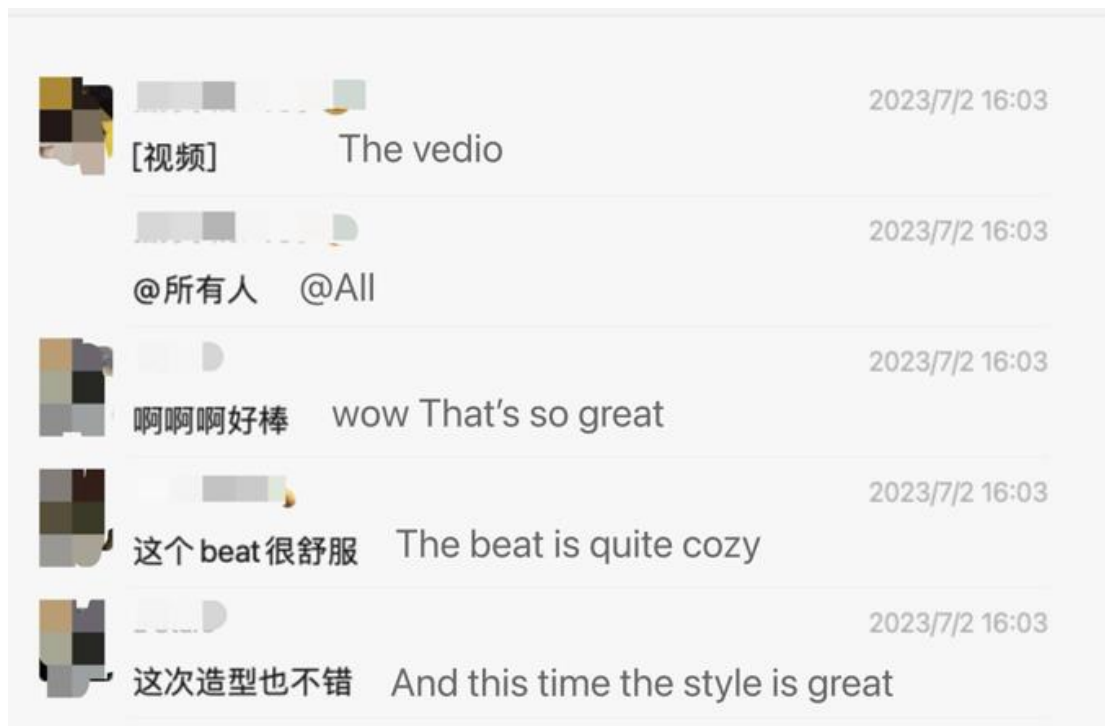 2023/7/2 16:03
[视频] The vedio
2023/7/2 16:03
@所有人 @All
2023/7/2 16:03
啊啊啊好棒 wow That's so great
2023/7/2 16:03
这个beat很舒服 The beat is quite cozy
2023/7/2 16:03
这次造型也不错 And this time the style is great